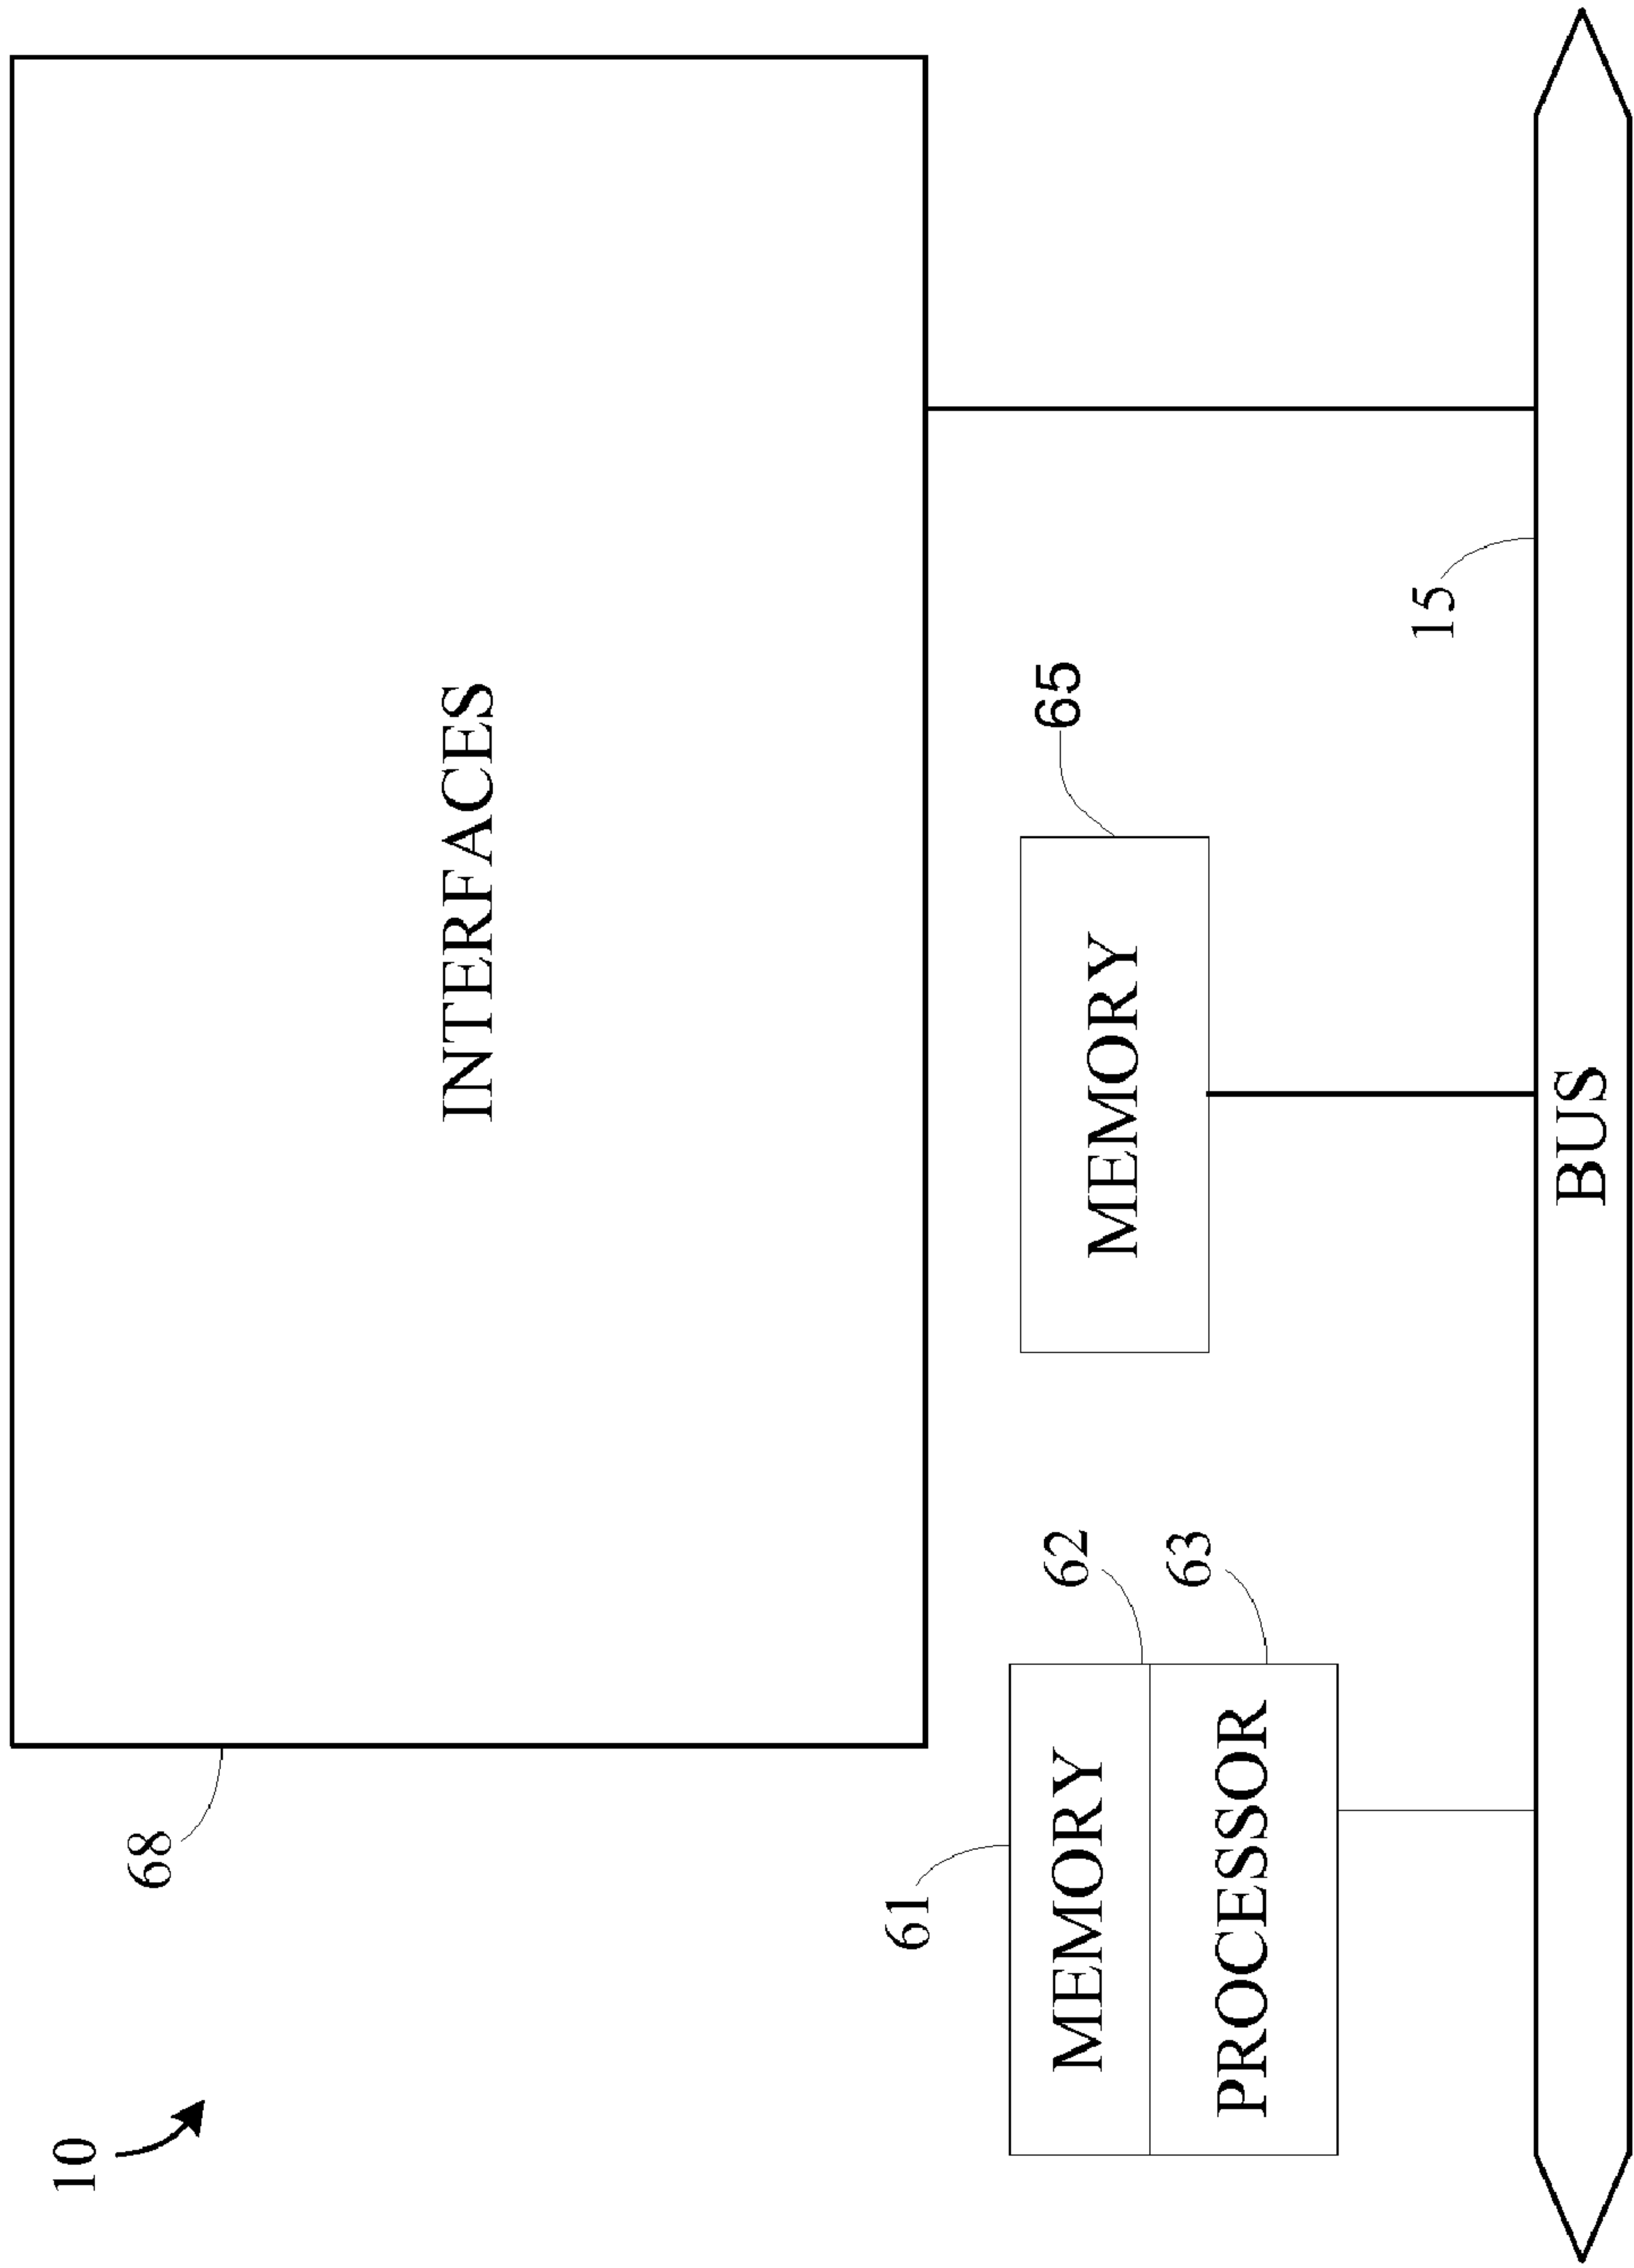 10
68
INTERFACES
61
MEMORY
62
PROCESSOR
63
MEMORY
65
15
BUS